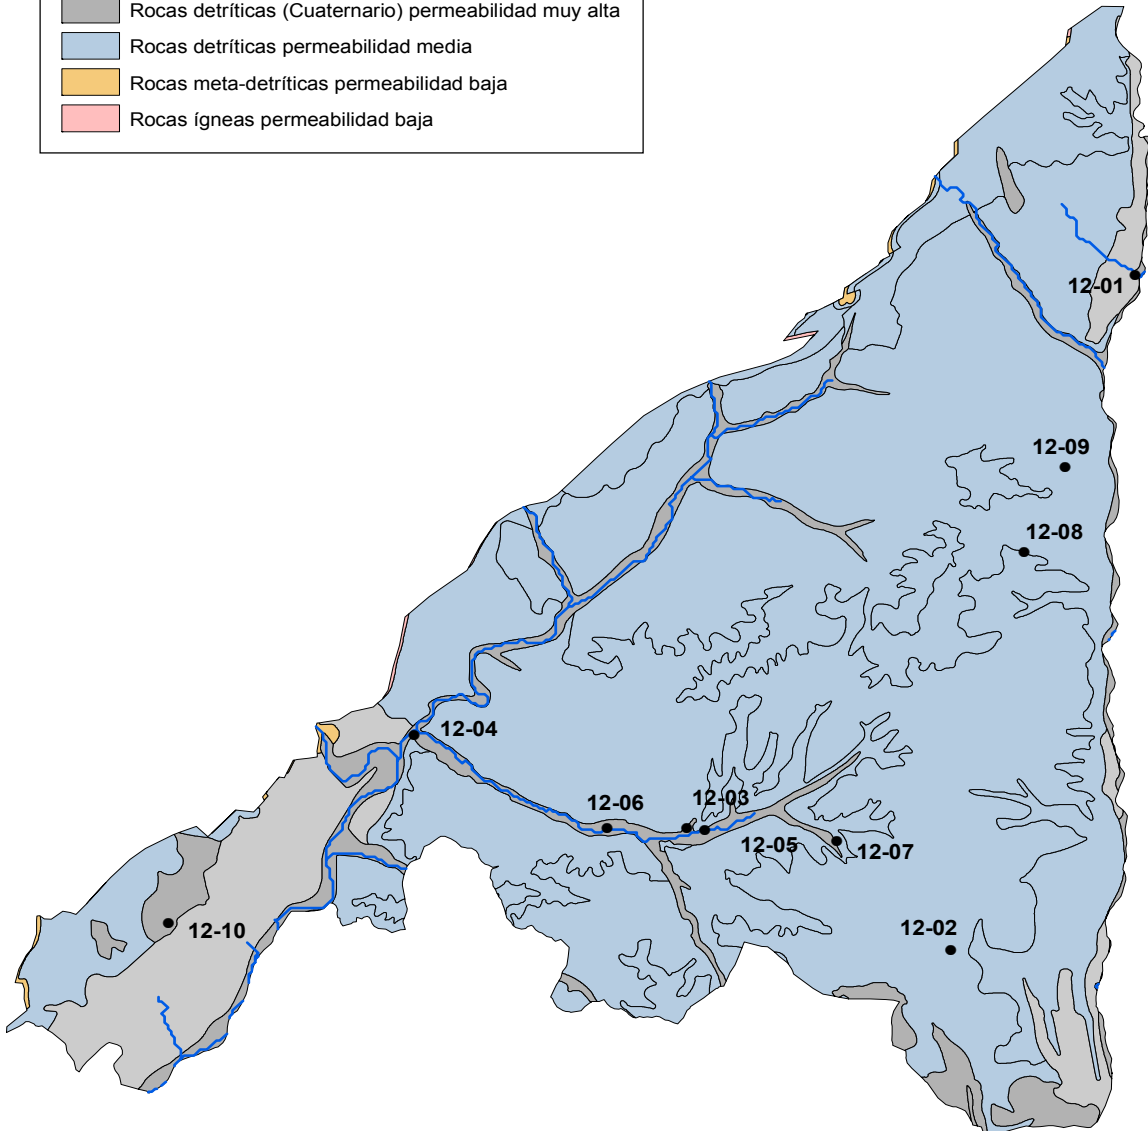 Rocas detríticas (Cuaternario) permeabilidad muy alta
Rocas detríticas permeabilidad media
Rocas meta-detríticas permeabilidad baja
Rocas ígneas permeabilidad baja
12-01
12-09
12-08
12-04
12-06
12-03
12-05
12-07
12-02
12-10